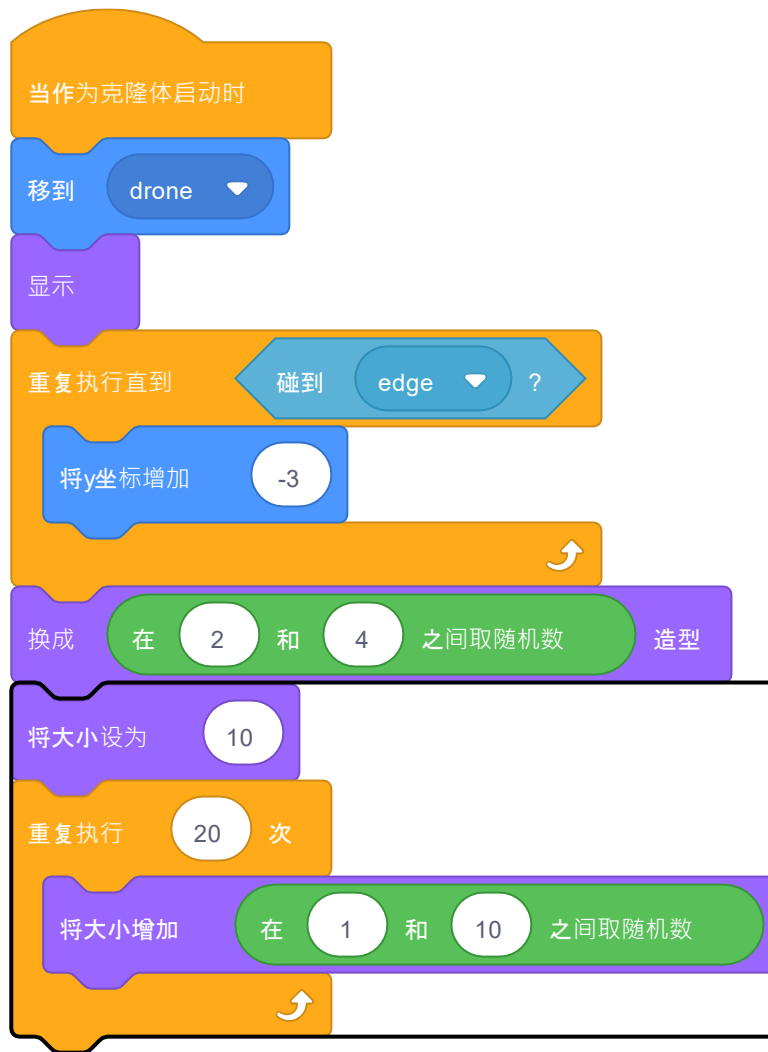 当作为克隆体启动时
移到 drone
显示
重复执行直到 碰到 edge ?
将y坐标增加 -3
换成 在 2 和 4 之间取随机数 造型
将大小设为 10
重复执行 20 次
将大小增加 在 1 和 10 之间取随机数